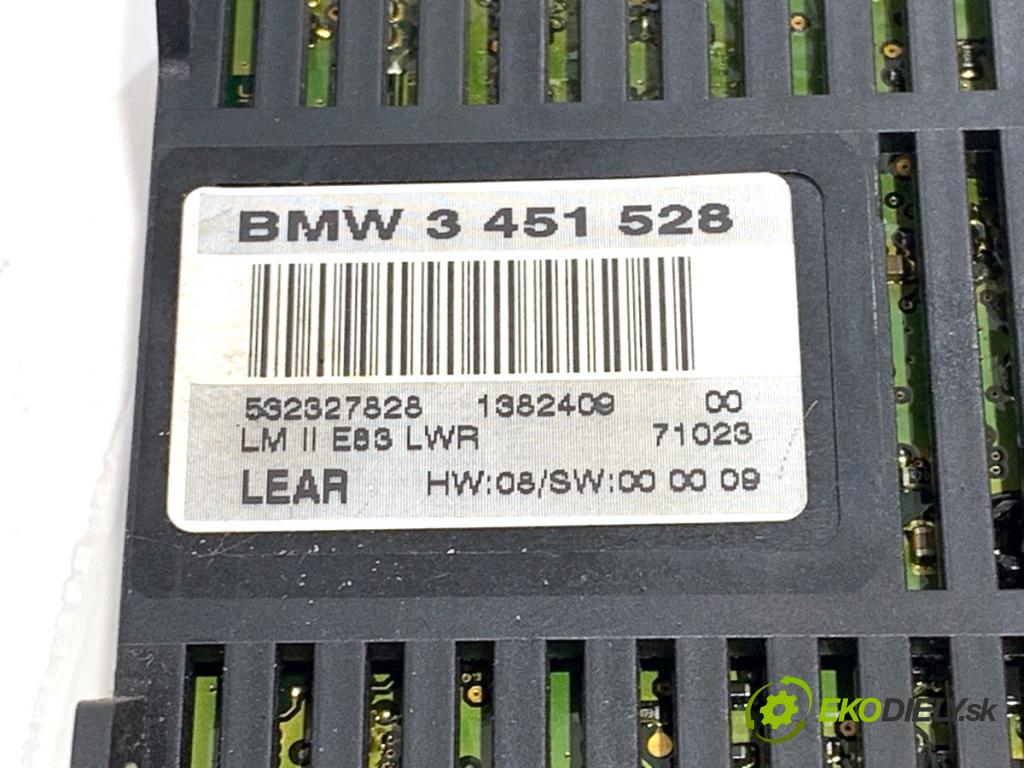 BMW 3 451 528
532327828 1382409 00
LM II E83 LWR 71023
LEAR HW:08/SW:00 00 09
EKODIELY.sk